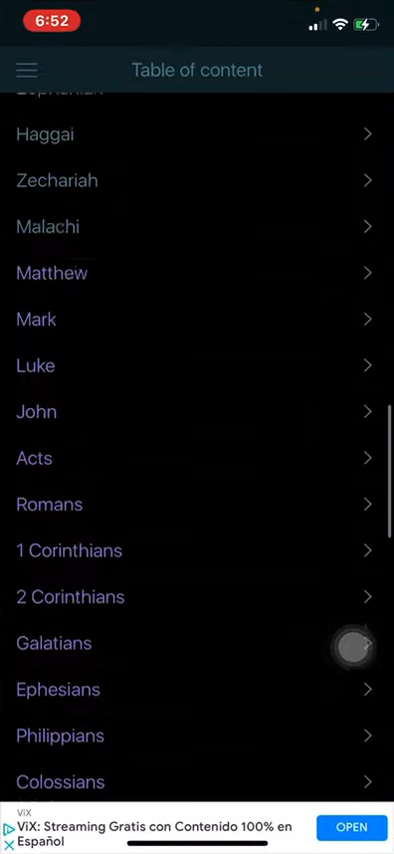 6:52
Table of content
Zephaniah
Haggai
Zechariah
Malachi
Matthew
Mark
Luke
John
Acts
Romans
1 Corinthians
2 Corinthians
Galatians
Ephesians
Philippians
Colossians
ViX
ViX: Streaming Gratis con Contenido 100% en
Español
OPEN